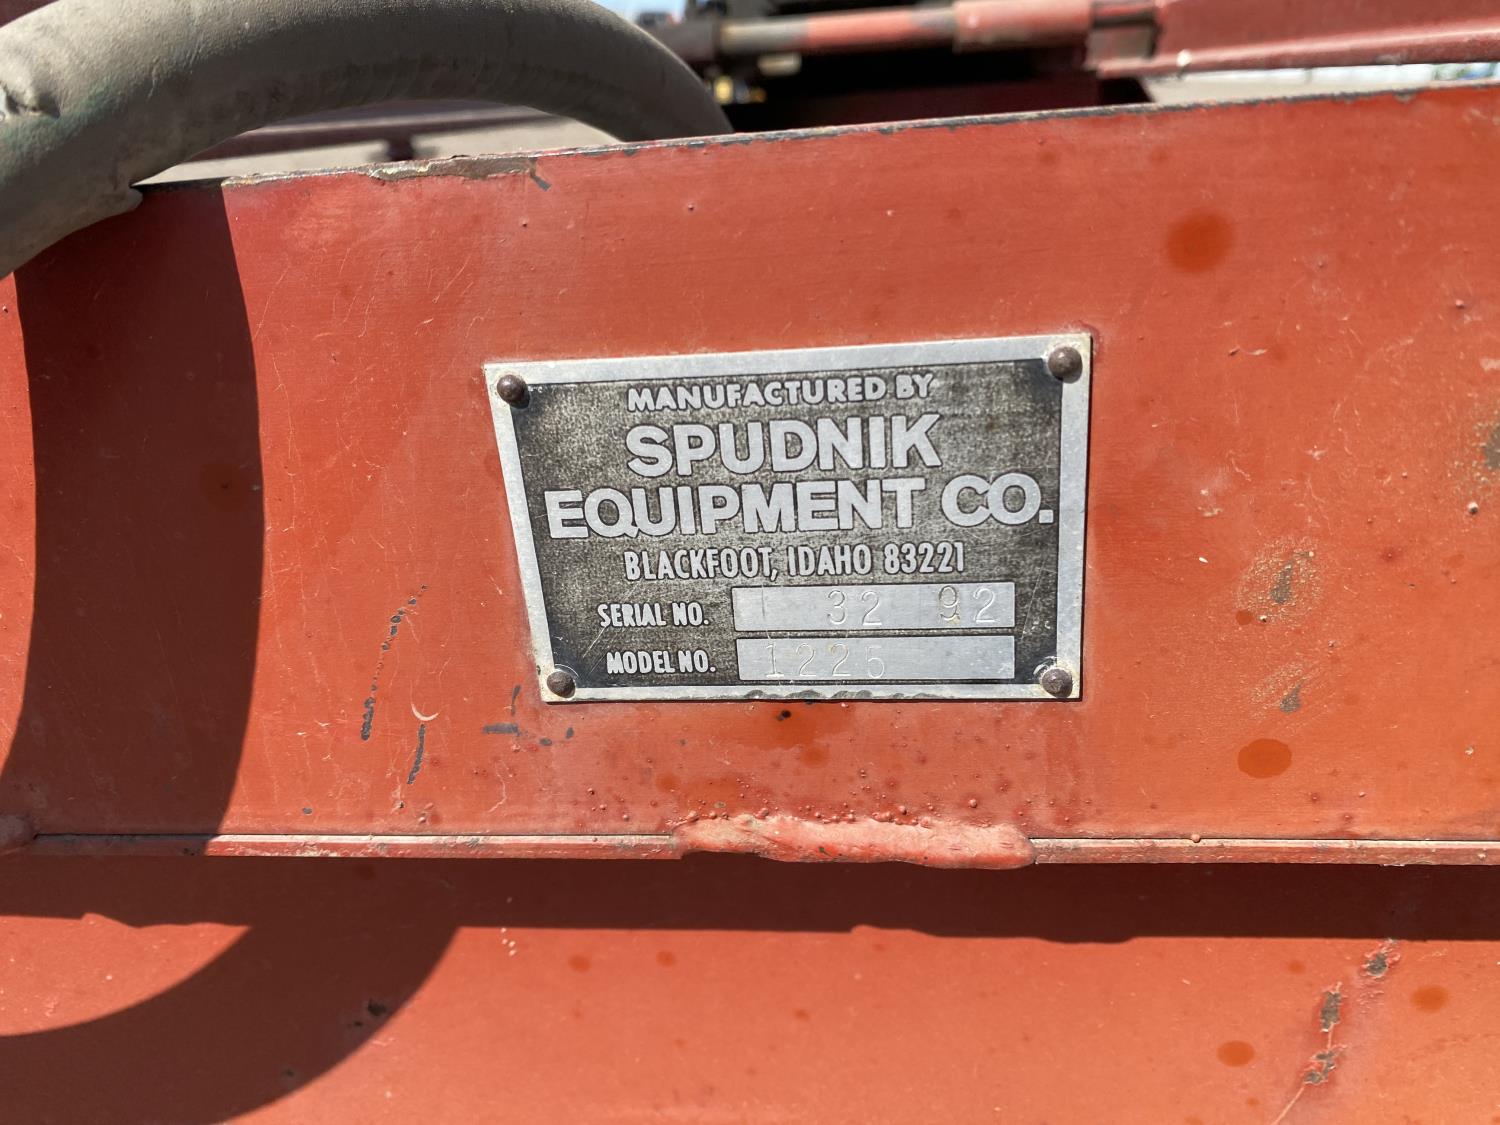 MANUFACTURED BY
SPUDNIK
EQUIPMENT CO.
BLACKFOOT, IDAHO 83221
SERIAL NO. 32 92
MODEL NO. 1225